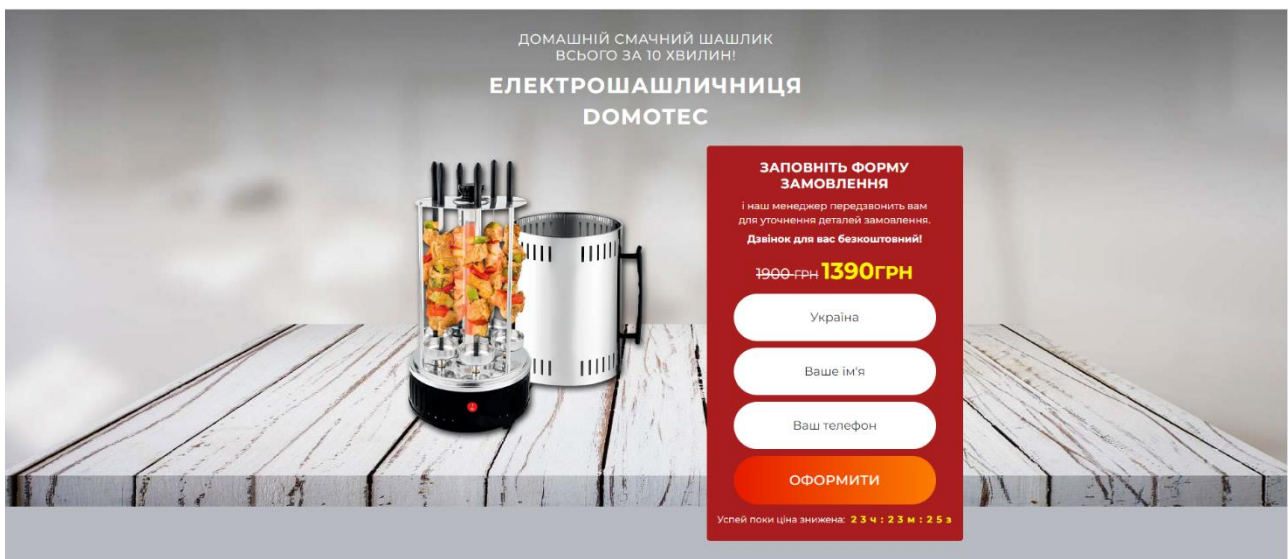 ДОМАШНІЙ СМАЧНИЙ ШАШЛИК
ВСЬОГО ЗА 10 ХВИЛИН!
ЕЛЕКТРОШАШЛИЧНИЦЯ
DOMOTEC
ЗАПОВНІТЬ ФОРМУ
ЗАМОВЛЕННЯ
і наш менеджер передзвонить вам
для уточнення деталей замовлення.
Дзвінок для вас безкоштовний!
1900 ГРН 1390ГРН
Україна
Ваше ім'я
Ваш телефон
ОФОРМИТИ
Успей поки ціна знижена: 23 ч : 23 м : 25 з